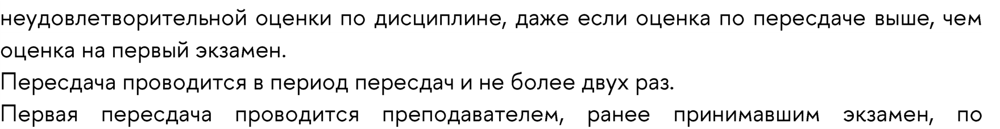 неудовлетворительной оценки по дисциплине, даже если оценка по пересдаче выше, чем
оценка на первый экзамен.
Пересдача проводится в период пересдач и не более двух раз.
Первая пересдача проводится преподавателем, ранее принимавшим экзамен, по